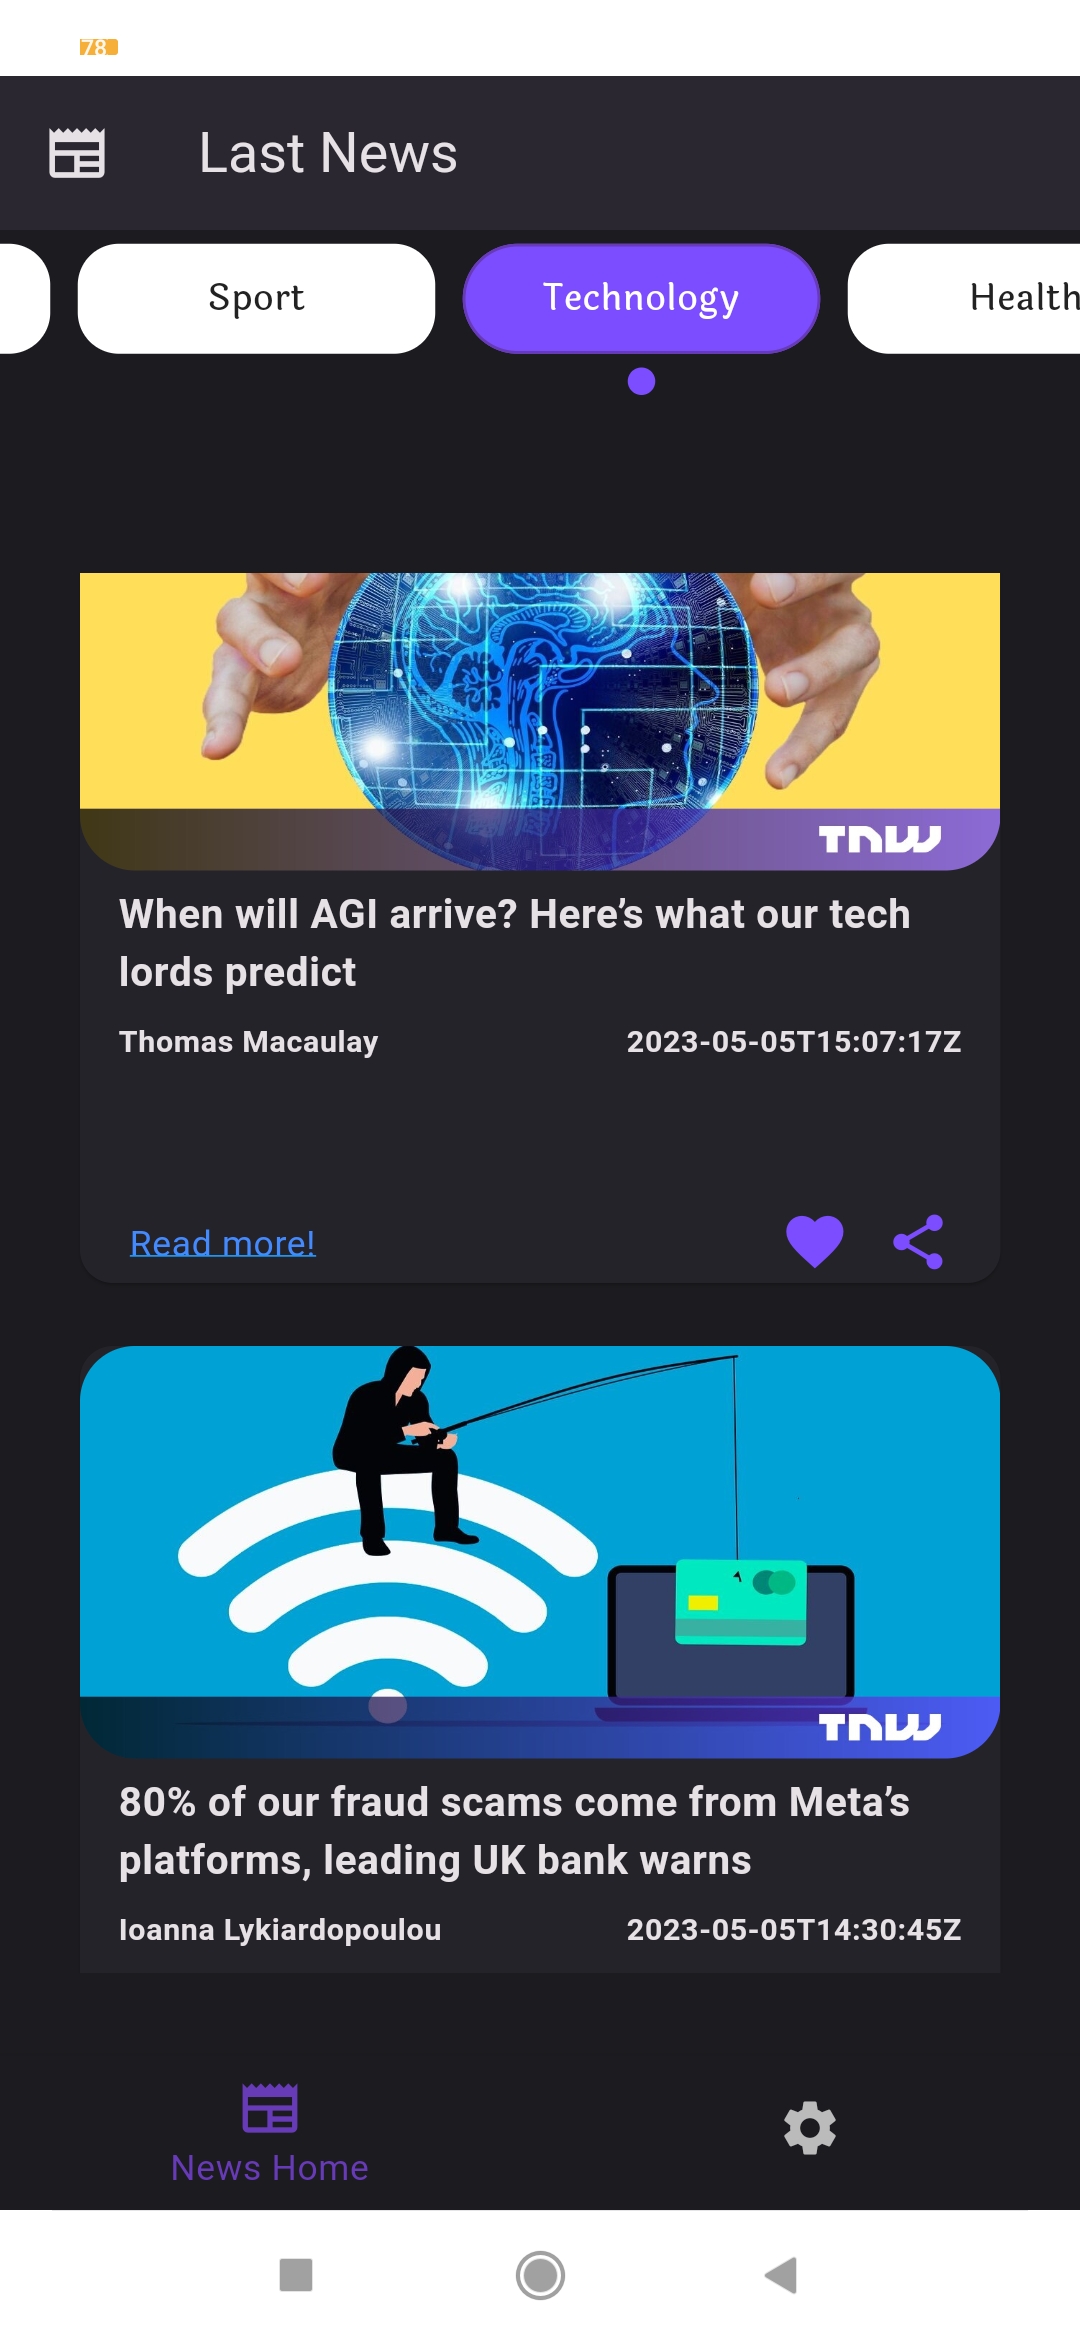 78
Last News
Sport
Technology
Health
TNW
When will AGI arrive? Here’s what our tech
lords predict
Thomas Macaulay
2023-05-05T15:07:17Z
Read more!
TNW
80% of our fraud scams come from Meta’s
platforms, leading UK bank warns
Ioanna Lykiardopoulou
2023-05-05T14:30:45Z
News Home